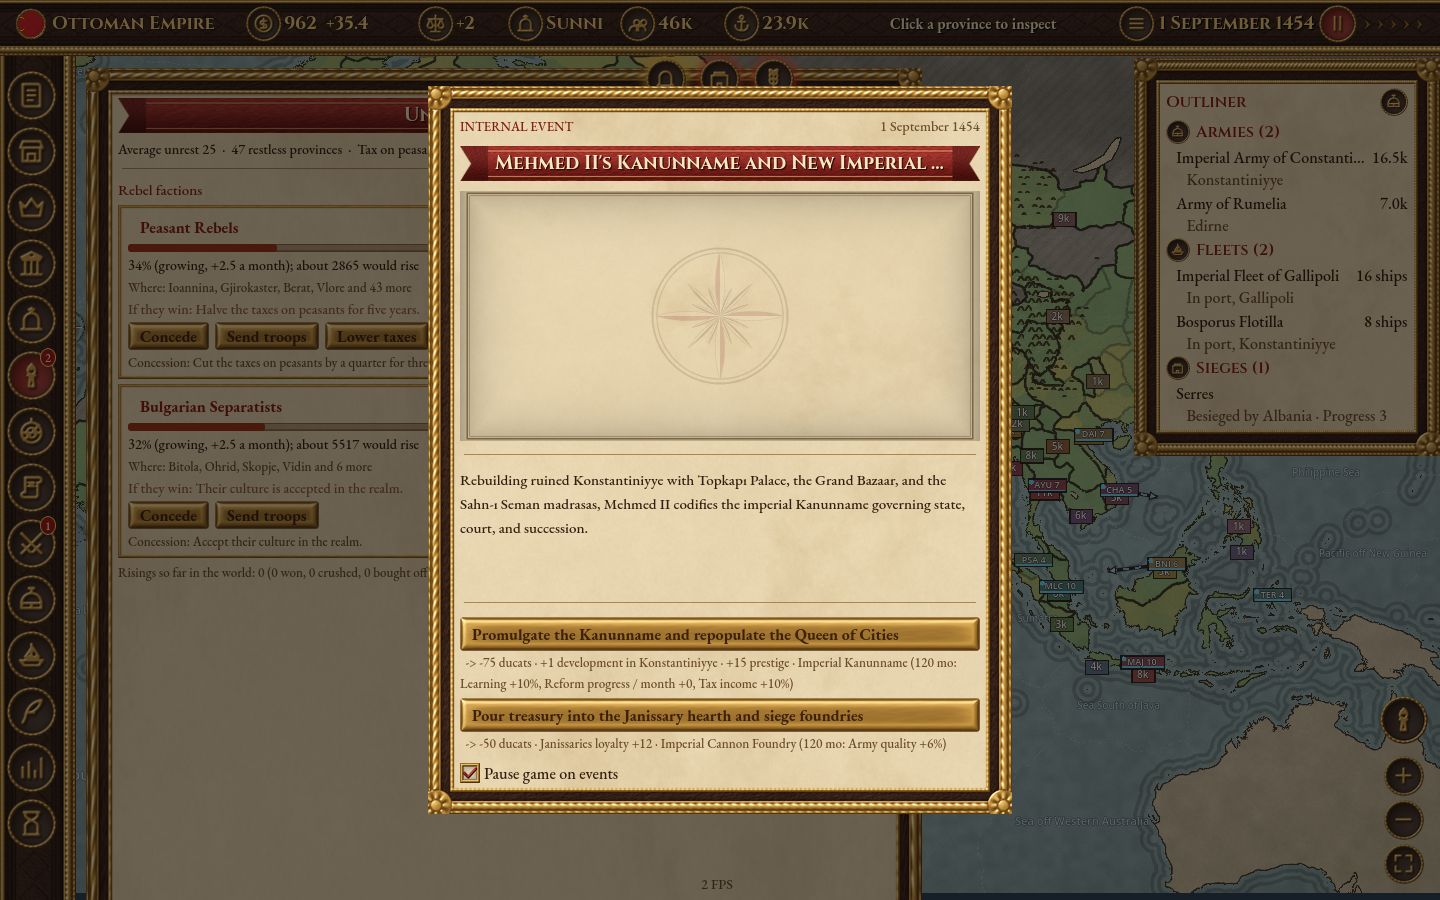 OTTOMAN EMPIRE 962 +35.4 +2 SUNNI 46K 23.9K Click a province to inspect 1 SEPTEMBER 1454
2
1
Average unrest 25 · 47 restless provinces · Tax on peasa
Rebel factions
Peasant Rebels
34% (growing, +2.5 a month); about 2865 would rise
Where: Ioannina, Gjirokaster, Berat, Vlore and 43 more
If they win: Halve the taxes on peasants for five years.
Concede Send troops Lower taxes
Concession: Cut the taxes on peasants by a quarter for thre
Bulgarian Separatists
32% (growing, +2.5 a month); about 5517 would rise
Where: Bitola, Ohrid, Skopje, Vidin and 6 more
If they win: Their culture is accepted in the realm.
Concede Send troops
Concession: Accept their culture in the realm.
Risings so far in the world: 0 (0 won, 0 crushed, 0 bought off
INTERNAL EVENT 1 September 1454
MEHMED II'S KANUNNAME AND NEW IMPERIAL ...
Rebuilding ruined Konstantiniyye with Topkapı Palace, the Grand Bazaar, and the
Sahn-ı Seman madrasas, Mehmed II codifies the imperial Kanunname governing state,
court, and succession.
Promulgate the Kanunname and repopulate the Queen of Cities
-> -75 ducats · +1 development in Konstantiniyye · +15 prestige · Imperial Kanunname (120 mo:
Learning +10%, Reform progress / month +0, Tax income +10%)
Pour treasury into the Janissary hearth and siege foundries
-> -50 ducats · Janissaries loyalty +12 · Imperial Cannon Foundry (120 mo: Army quality +6%)
Pause game on events
2 FPS
OUTLINER
ARMIES (2)
Imperial Army of Constanti... 16.5k
Konstantiniyye
Army of Rumelia 7.0k
Edirne
FLEETS (2)
Imperial Fleet of Gallipoli 16 ships
In port, Gallipoli
Bosporus Flotilla 8 ships
In port, Konstantiniyye
SIEGES (1)
Serres
Besieged by Albania · Progress 3
9k
2k
1k
1k
2k
DAI 7
5k
8k
Philippine Sea
AYU 7
CHA 5
6k
1k
1k
Pacific off New Guinea
PSA 4
BNI 6
MLC 10
TER 4
3k
4k
MAJ 10
8k
Sea South of Java
Sea off Western Australia